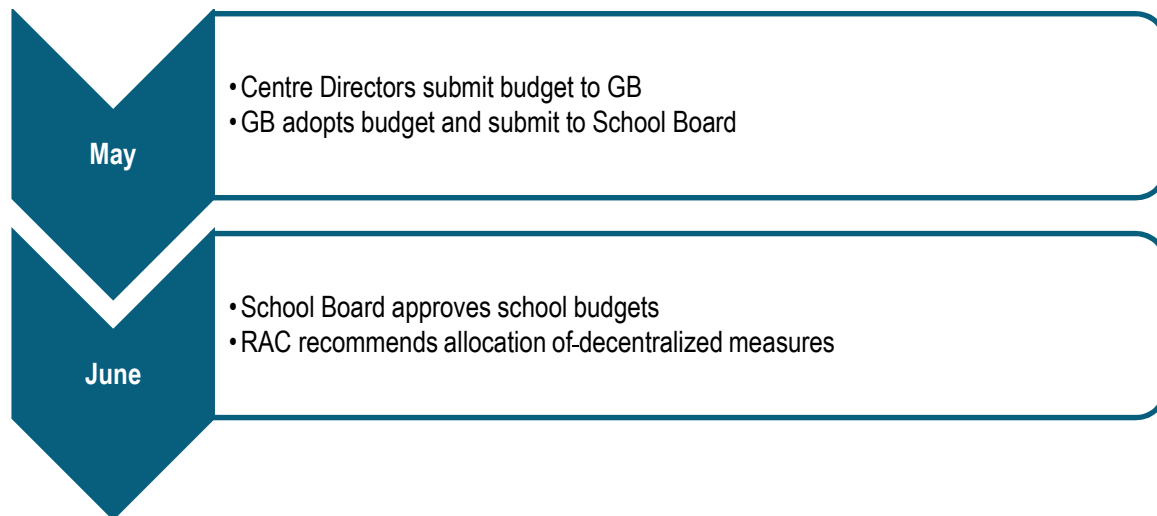 May
• Centre Directors submit budget to GB
• GB adopts budget and submit to School Board
June
• School Board approves school budgets
• RAC recommends allocation of-decentralized measures